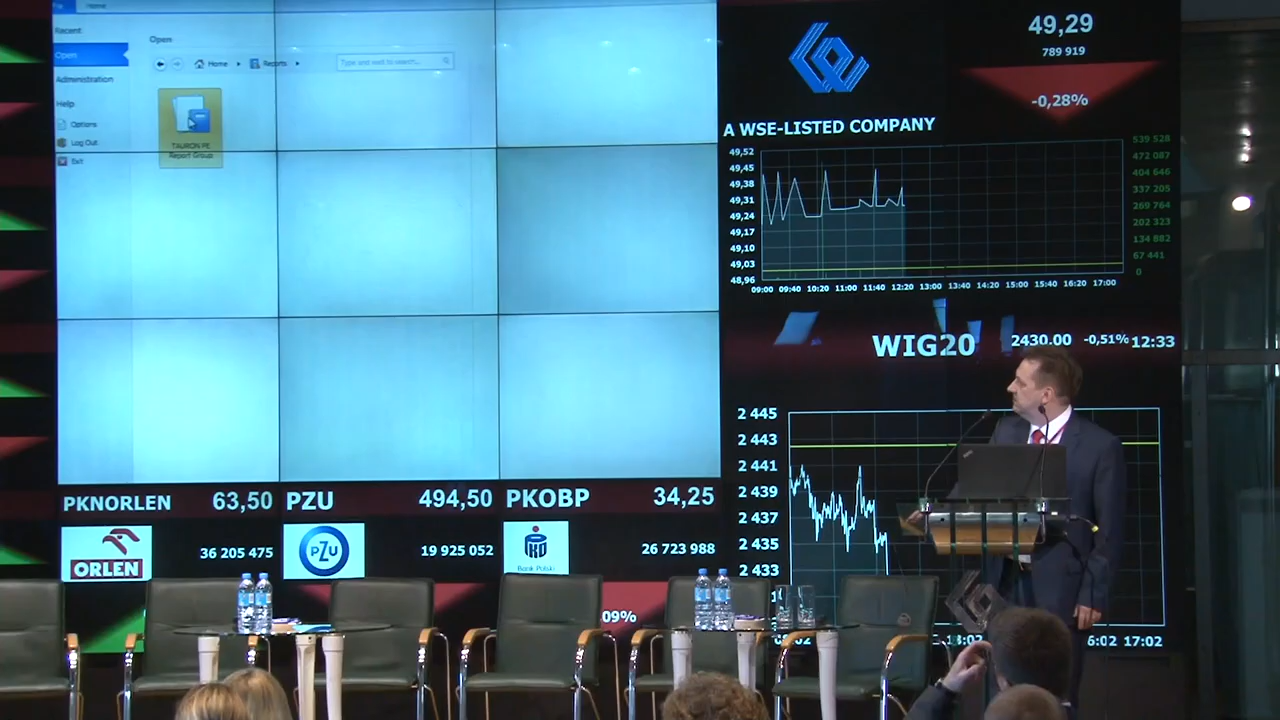 Home
Recent
Open
Administration
Help
Options
Log Out
Exit
Open
Home
Reports
Type and wait to search...
TAURON PE
Report Group
49,29
789 919
-0,28%
A WSE-LISTED COMPANY
49,52
49,45
49,38
49,31
49,24
49,17
49,10
49,03
48,96
539 528
472 087
404 646
337 205
269 764
202 323
134 882
67 441
0
09:00 09:40 10:20 11:00 11:40 12:20 13:00 13:40 14:20 15:00 15:40 16:20 17:00
WIG20 2430.00 -0,51% 12:33
2 445
2 443
2 441
2 439
2 437
2 435
2 433
PKNORLEN 63,50
PZU 494,50
PKOBP 34,25
ORLEN 36 205 475
PZU 19 925 052
Bank Polski 26 723 988
09%
6:02 17:02